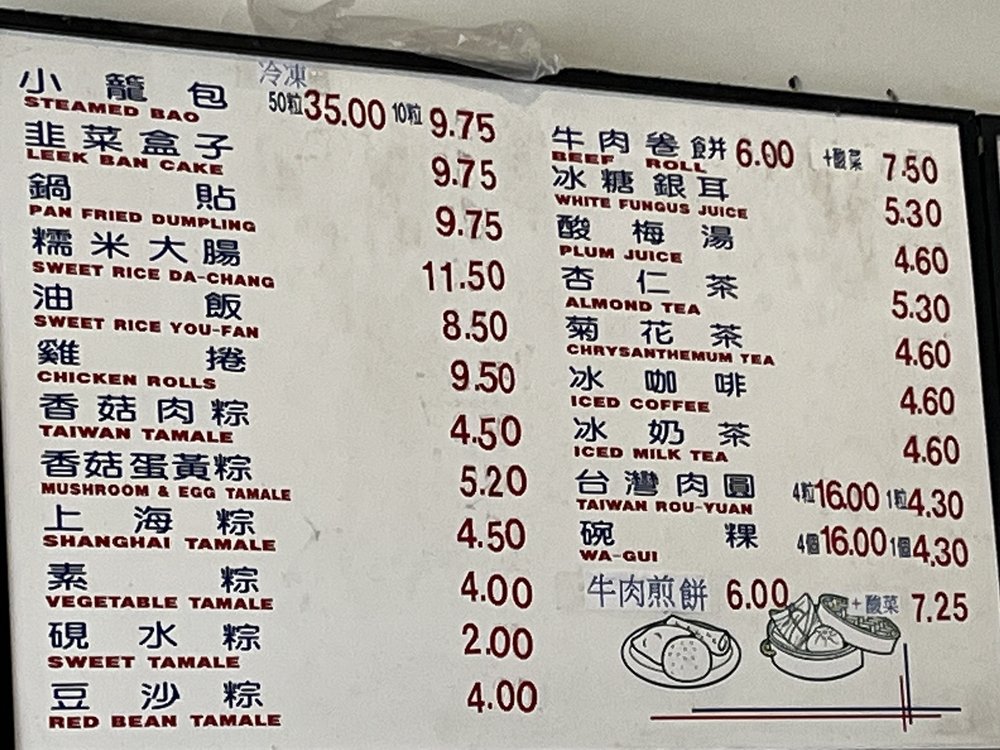 小籠包 冷凍 50粒35.00 10粒 9.75
STEAMED BAO
韭菜盒子 9.75
LEEK BAN CAKE
鍋貼 9.75
PAN FRIED DUMPLING
糯米大腸 11.50
SWEET RICE DA-CHANG
油飯 8.50
SWEET RICE YOU-FAN
雞捲 9.50
CHICKEN ROLLS
香菇肉粽 4.50
TAIWAN TAMALE
香菇蛋黃粽 5.20
MUSHROOM & EGG TAMALE
上海粽 4.50
SHANGHAI TAMALE
素粽 4.00
VEGETABLE TAMALE
硯水粽 2.00
SWEET TAMALE
豆沙粽 4.00
RED BEAN TAMALE
牛肉卷餅 6.00 +酸菜 7.50
BEEF ROLL
冰糖銀耳 5.30
WHITE FUNGUS JUICE
酸梅湯 4.60
PLUM JUICE
杏仁茶 5.30
ALMOND TEA
菊花茶 4.60
CHRYSANTHEMUM TEA
冰咖啡 4.60
ICED COFFEE
冰奶茶 4.60
ICED MILK TEA
台灣肉圓 4粒16.00 1粒4.30
TAIWAN ROU-YUAN
碗粿 4個16.00 1個4.30
WA-GUI
牛肉煎餅 6.00 +酸菜 7.25